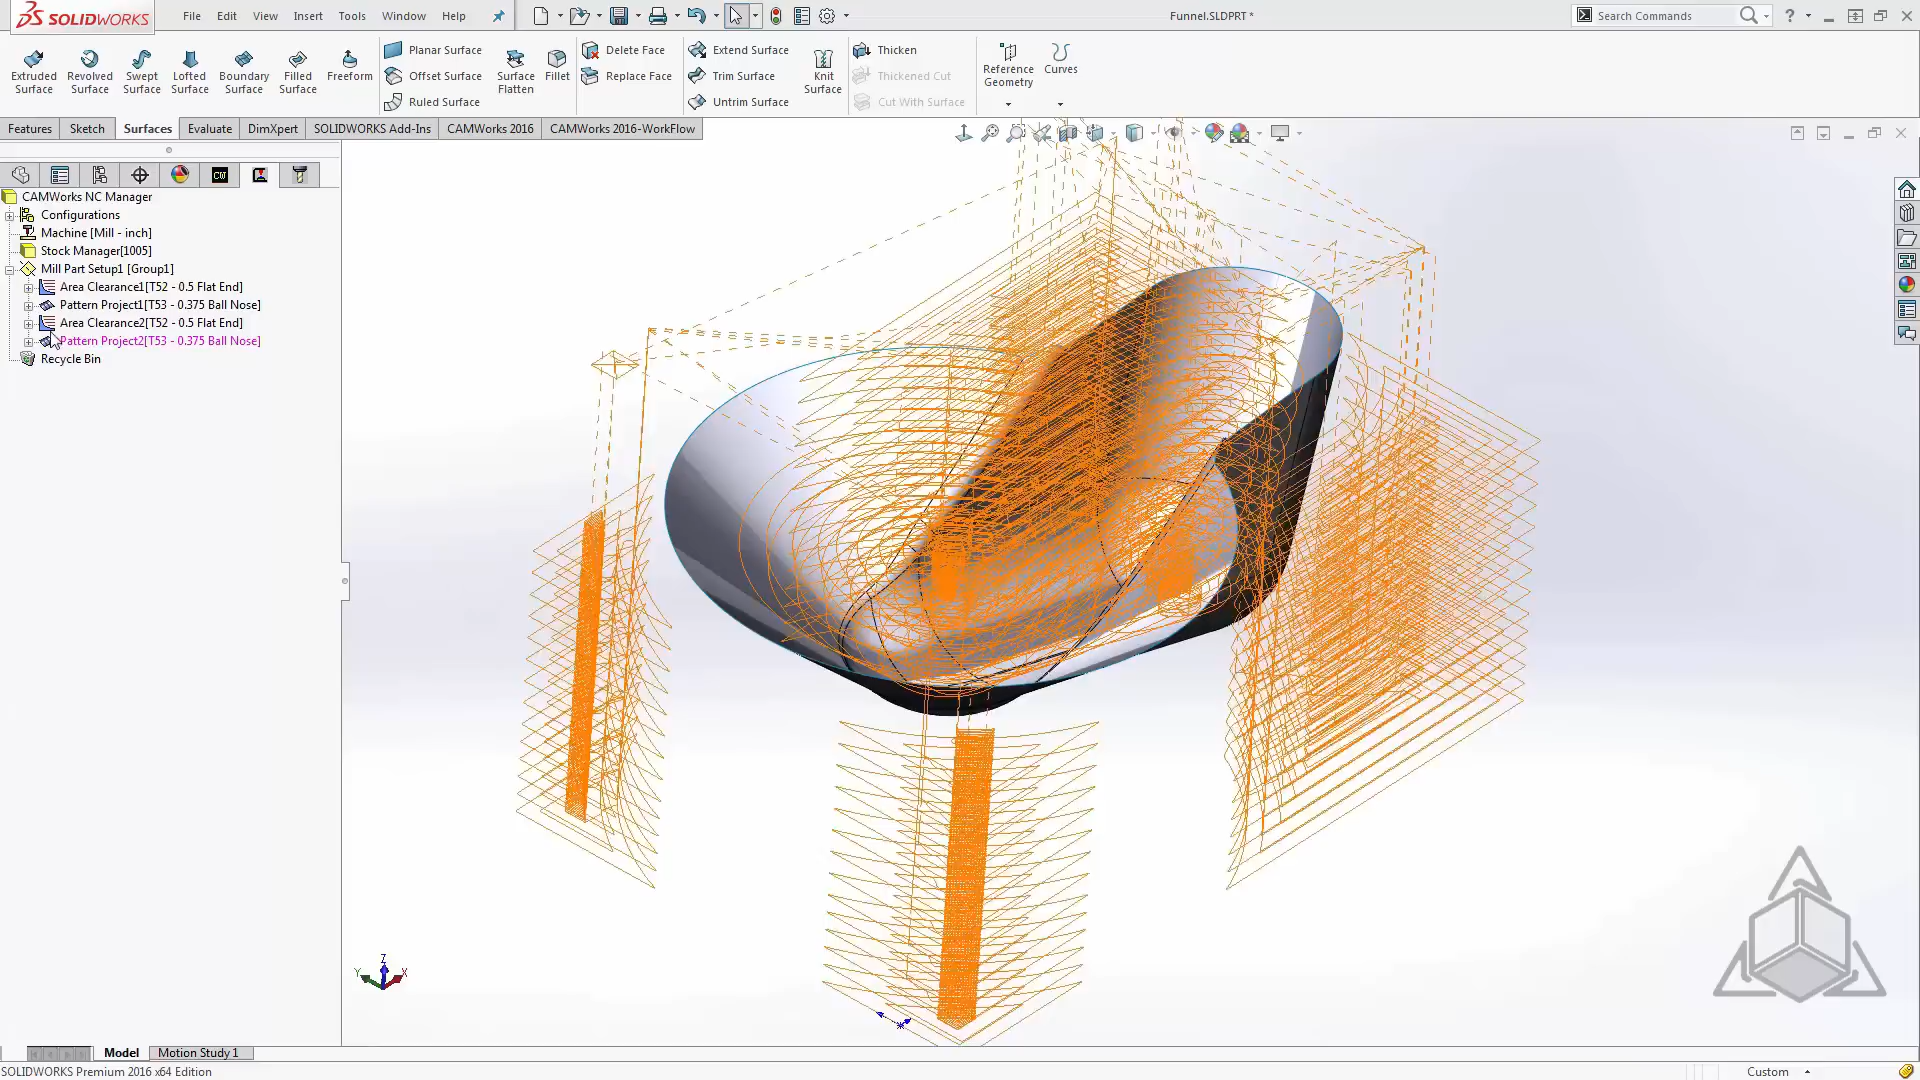 SOLIDWORKS File Edit View Insert Tools Window Help Funnel.SLDPRT * Search Commands ?
Extruded Surface
Revolved Surface
Swept Surface
Lofted Surface
Boundary Surface
Filled Surface
Freeform
Planar Surface
Offset Surface
Ruled Surface
Surface Flatten
Fillet
Delete Face
Replace Face
Extend Surface
Trim Surface
Untrim Surface
Knit Surface
Thicken
Thickened Cut
Cut With Surface
Reference Geometry
Curves
Features Sketch Surfaces Evaluate DimXpert SOLIDWORKS Add-Ins CAMWorks 2016 CAMWorks 2016-WorkFlow
CW
CAMWorks NC Manager
Configurations
Machine [Mill - inch]
Stock Manager[1005]
Mill Part Setup1 [Group1]
Area Clearance1[T52 - 0.5 Flat End]
Pattern Project1[T53 - 0.375 Ball Nose]
Area Clearance2[T52 - 0.5 Flat End]
Pattern Project2[T53 - 0.375 Ball Nose]
Recycle Bin
Z
Y X
Model Motion Study 1
SOLIDWORKS Premium 2016 x64 Edition Custom